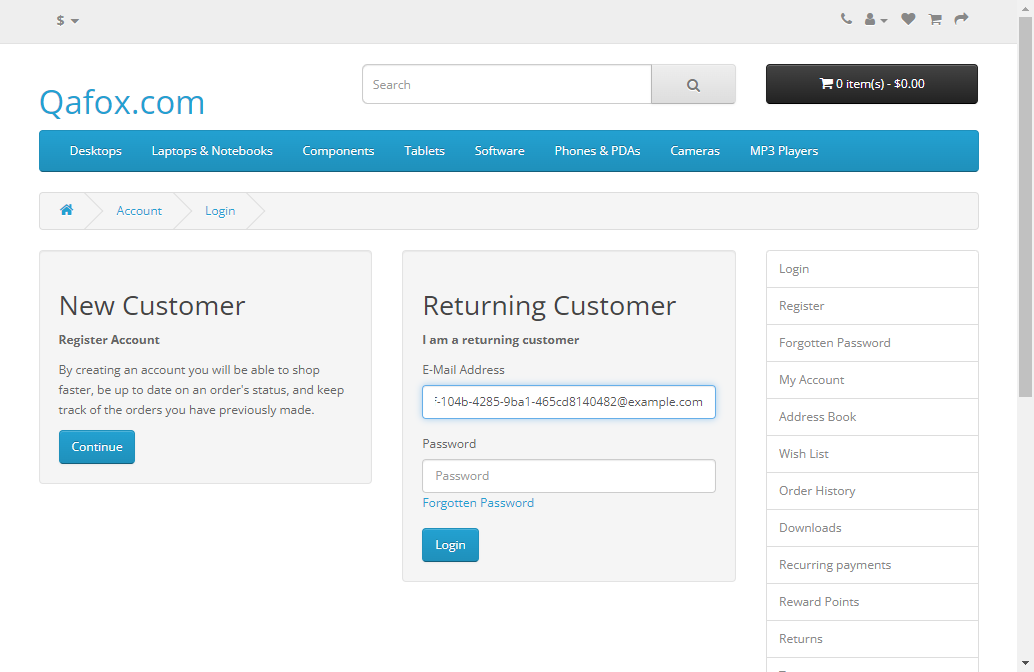 $
Qafox.com
Search
0 item(s) - $0.00
Desktops Laptops & Notebooks Components Tablets Software Phones & PDAs Cameras MP3 Players
Account Login
New Customer
Register Account
By creating an account you will be able to shop
faster, be up to date on an order's status, and keep
track of the orders you have previously made.
Continue
Returning Customer
I am a returning customer
E-Mail Address
-104b-4285-9ba1-465cd8140482@example.com
Password
Password
Forgotten Password
Login
Login
Register
Forgotten Password
My Account
Address Book
Wish List
Order History
Downloads
Recurring payments
Reward Points
Returns